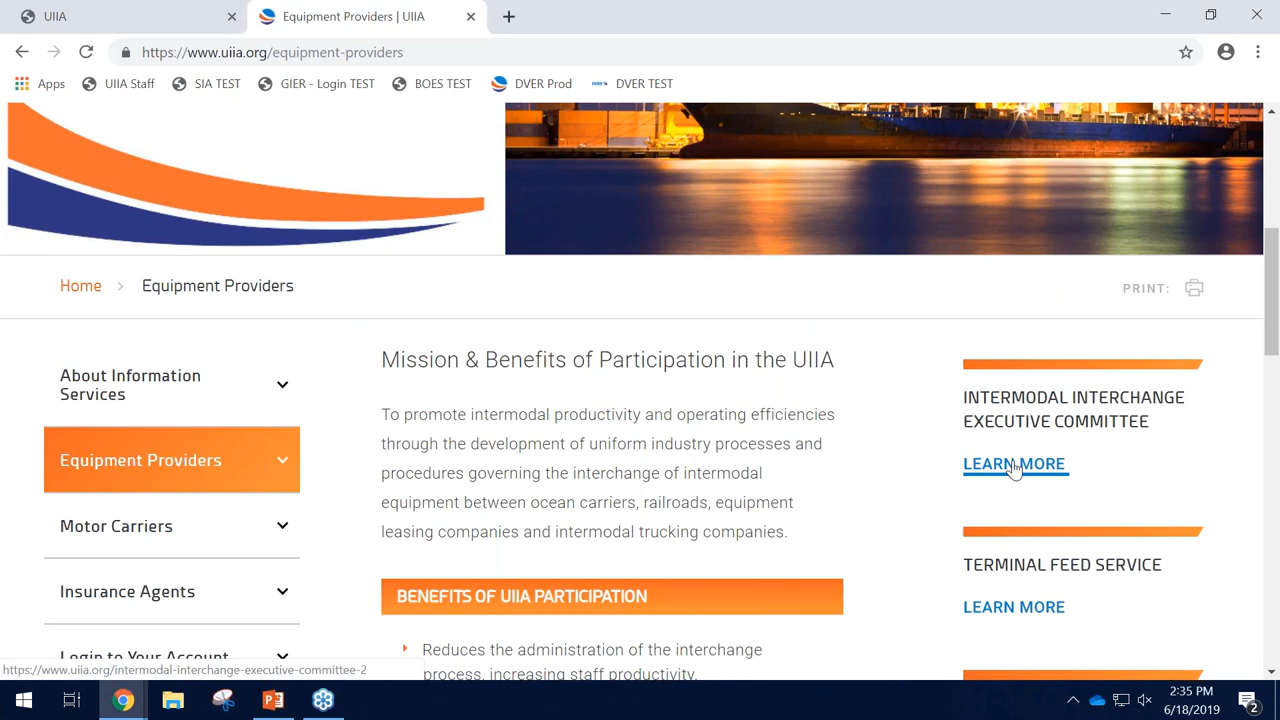 UIIA
Equipment Providers | UIIA
https://www.uiia.org/equipment-providers
Apps
UIIA Staff
SIA TEST
GIER - Login TEST
BOES TEST
DVER Prod
DVER TEST
Home > Equipment Providers
PRINT:
About Information
Services
Equipment Providers
Motor Carriers
Insurance Agents
Login to Your Account
Mission & Benefits of Participation in the UIIA
To promote intermodal productivity and operating efficiencies
through the development of uniform industry processes and
procedures governing the interchange of intermodal
equipment between ocean carriers, railroads, equipment
leasing companies and intermodal trucking companies.
BENEFITS OF UIIA PARTICIPATION
Reduces the administration of the interchange
process, increasing staff productivity.
INTERMODAL INTERCHANGE
EXECUTIVE COMMITTEE
LEARN MORE
TERMINAL FEED SERVICE
LEARN MORE
https://www.uiia.org/intermodal-interchange-executive-committee-2
2:35 PM
6/18/2019
2